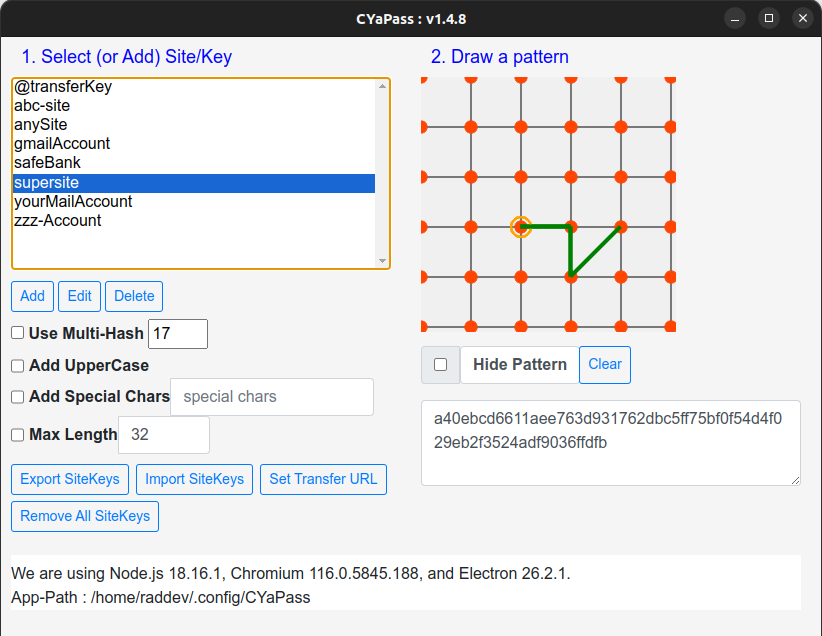 CYaPass : v1.4.8
1. Select (or Add) Site/Key
2. Draw a pattern
@transferKey
abc-site
anySite
gmailAccount
safeBank
supersite
yourMailAccount
zzz-Account
Add Edit Delete
Use Multi-Hash 17
Add UpperCase
Add Special Chars special chars
Max Length 32
Export SiteKeys Import SiteKeys Set Transfer URL
Remove All SiteKeys
Hide Pattern Clear
a40ebcd6611aee763d931762dbc5ff75bf0f54d4f0
29eb2f3524adf9036ffdfb
We are using Node.js 18.16.1, Chromium 116.0.5845.188, and Electron 26.2.1.
App-Path : /home/raddev/.config/CYaPass